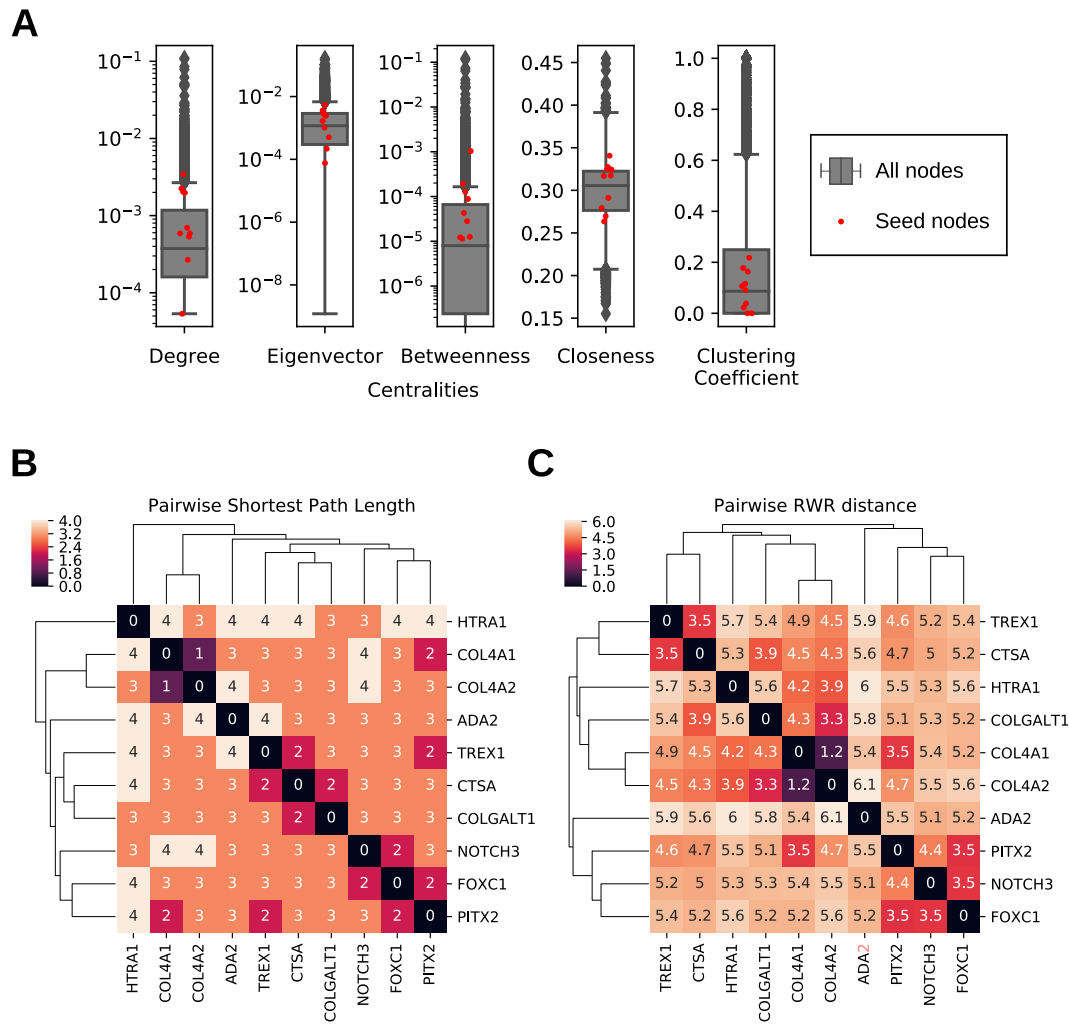 A
10⁻¹
10⁻²
10⁻³
10⁻⁴
Degree
10⁻²
10⁻⁴
10⁻⁶
10⁻⁸
Eigenvector
10⁻¹
10⁻²
10⁻³
10⁻⁴
10⁻⁵
10⁻⁶
Betweenness
0.45
0.40
0.35
0.30
0.25
0.20
0.15
Closeness
1.0
0.8
0.6
0.4
0.2
0.0
Clustering
Coefficient
Centralities
All nodes
Seed nodes
B
Pairwise Shortest Path Length
4.0
3.2
2.4
1.6
0.8
0.0
0 4 3 4 4 4 3 3 4 4 HTRA1
4 0 1 3 3 3 3 4 3 2 COL4A1
3 1 0 4 3 3 3 4 3 3 COL4A2
4 3 4 0 4 3 3 3 3 3 ADA2
4 3 3 4 0 2 3 3 3 2 TREX1
4 3 3 3 2 0 2 3 3 3 CTSA
3 3 3 3 3 2 0 3 3 3 COLGALT1
3 4 4 3 3 3 3 0 2 3 NOTCH3
4 3 3 3 3 3 3 2 0 2 FOXC1
4 2 3 3 2 3 3 3 2 0 PITX2
HTRA1 COL4A1 COL4A2 ADA2 TREX1 CTSA COLGALT1 NOTCH3 FOXC1 PITX2
C
Pairwise RWR distance
6.0
4.5
3.0
1.5
0.0
0 3.5 5.7 5.4 4.9 4.5 5.9 4.6 5.2 5.4 TREX1
3.5 0 5.3 3.9 4.5 4.3 5.6 4.7 5 5.2 CTSA
5.7 5.3 0 5.6 4.2 3.9 6 5.5 5.3 5.6 HTRA1
5.4 3.9 5.6 0 4.3 3.3 5.8 5.1 5.3 5.2 COLGALT1
4.9 4.5 4.2 4.3 0 1.2 5.4 3.5 5.4 5.2 COL4A1
4.5 4.3 3.9 3.3 1.2 0 6.1 4.7 5.5 5.6 COL4A2
5.9 5.6 6 5.8 5.4 6.1 0 5.5 5.1 5.2 ADA2
4.6 4.7 5.5 5.1 3.5 4.7 5.5 0 4.4 3.5 PITX2
5.2 5 5.3 5.3 5.4 5.5 5.1 4.4 0 3.5 NOTCH3
5.4 5.2 5.6 5.2 5.2 5.6 5.2 3.5 3.5 0 FOXC1
TREX1 CTSA HTRA1 COLGALT1 COL4A1 COL4A2 ADA2 PITX2 NOTCH3 FOXC1